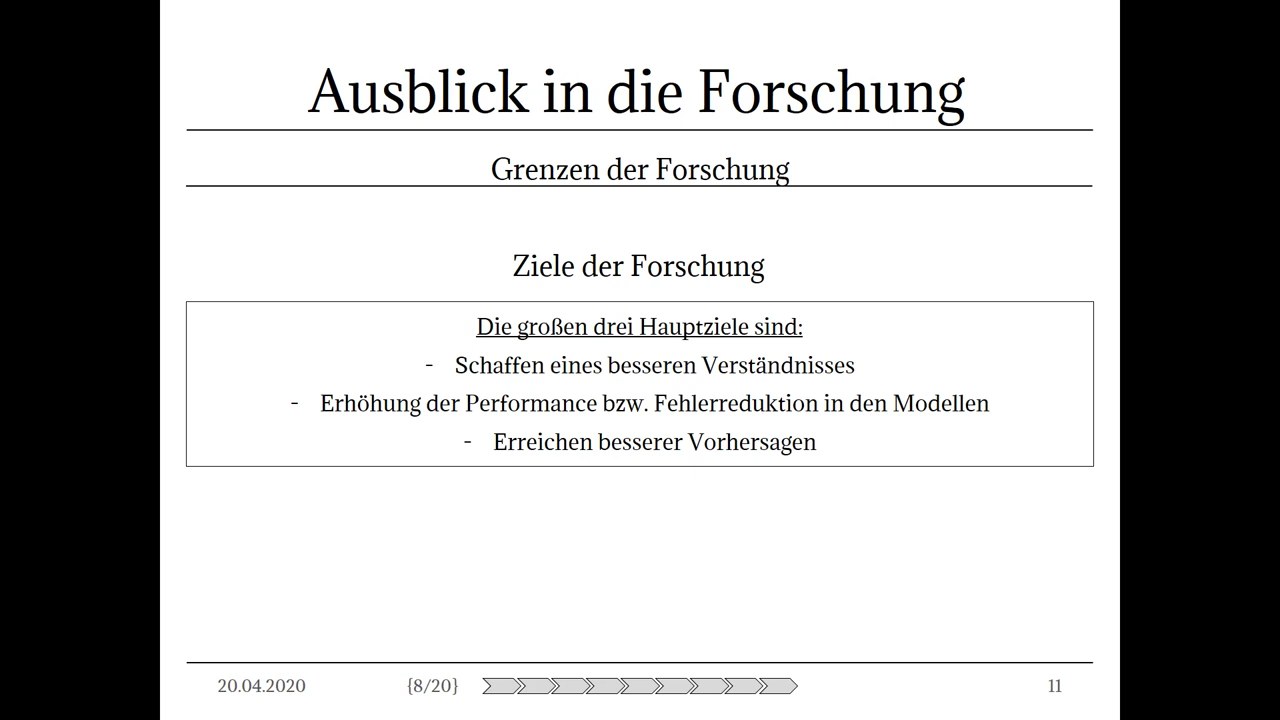 Ausblick in die Forschung
Grenzen der Forschung
Ziele der Forschung
Die großen drei Hauptziele sind:
- Schaffen eines besseren Verständnisses
- Erhöhung der Performance bzw. Fehlerreduktion in den Modellen
- Erreichen besserer Vorhersagen
20.04.2020 {8/20} 11